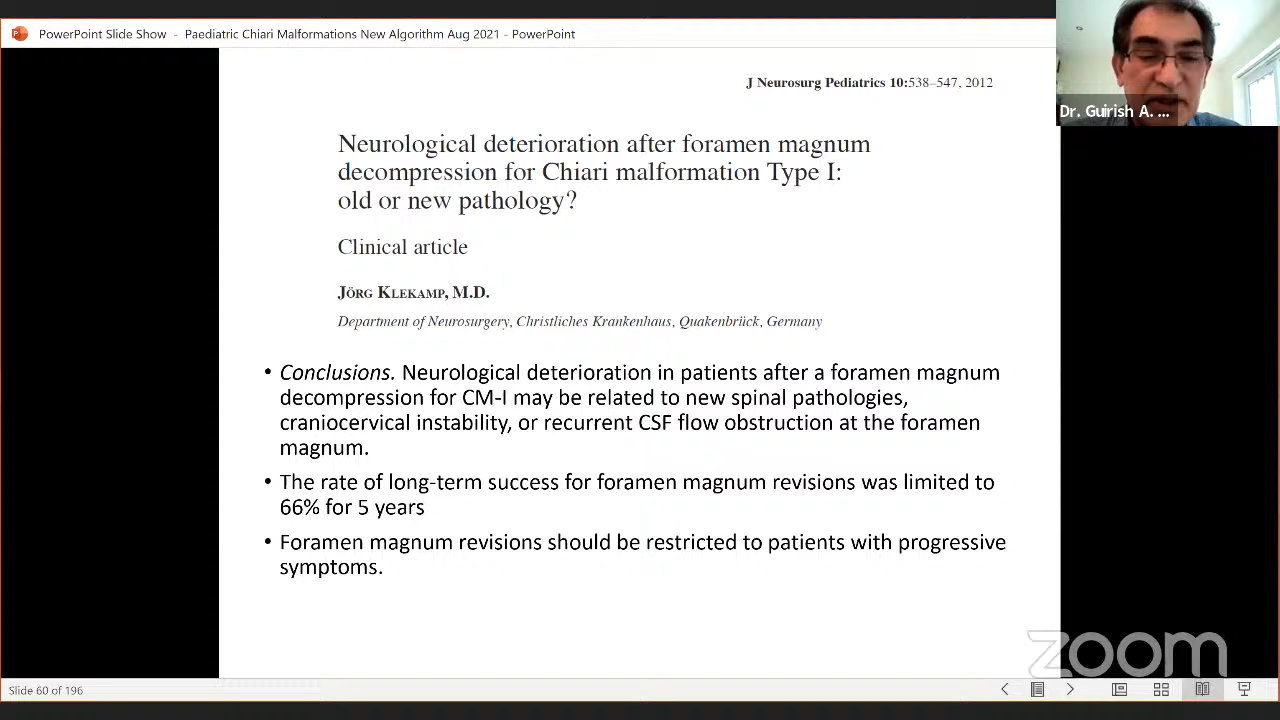 PowerPoint Slide Show - Paediatric Chiari Malformations New Algorithm Aug 2021 - PowerPoint
Dr. Guirish A. ...
J Neurosurg Pediatrics 10:538–547, 2012
Neurological deterioration after foramen magnum
decompression for Chiari malformation Type I:
old or new pathology?
Clinical article
Jörg Klekamp, M.D.
Department of Neurosurgery, Christliches Krankenhaus, Quakenbrück, Germany
• Conclusions. Neurological deterioration in patients after a foramen magnum
decompression for CM-I may be related to new spinal pathologies,
craniocervical instability, or recurrent CSF flow obstruction at the foramen
magnum.
• The rate of long-term success for foramen magnum revisions was limited to
66% for 5 years
• Foramen magnum revisions should be restricted to patients with progressive
symptoms.
zoom
Slide 60 of 196